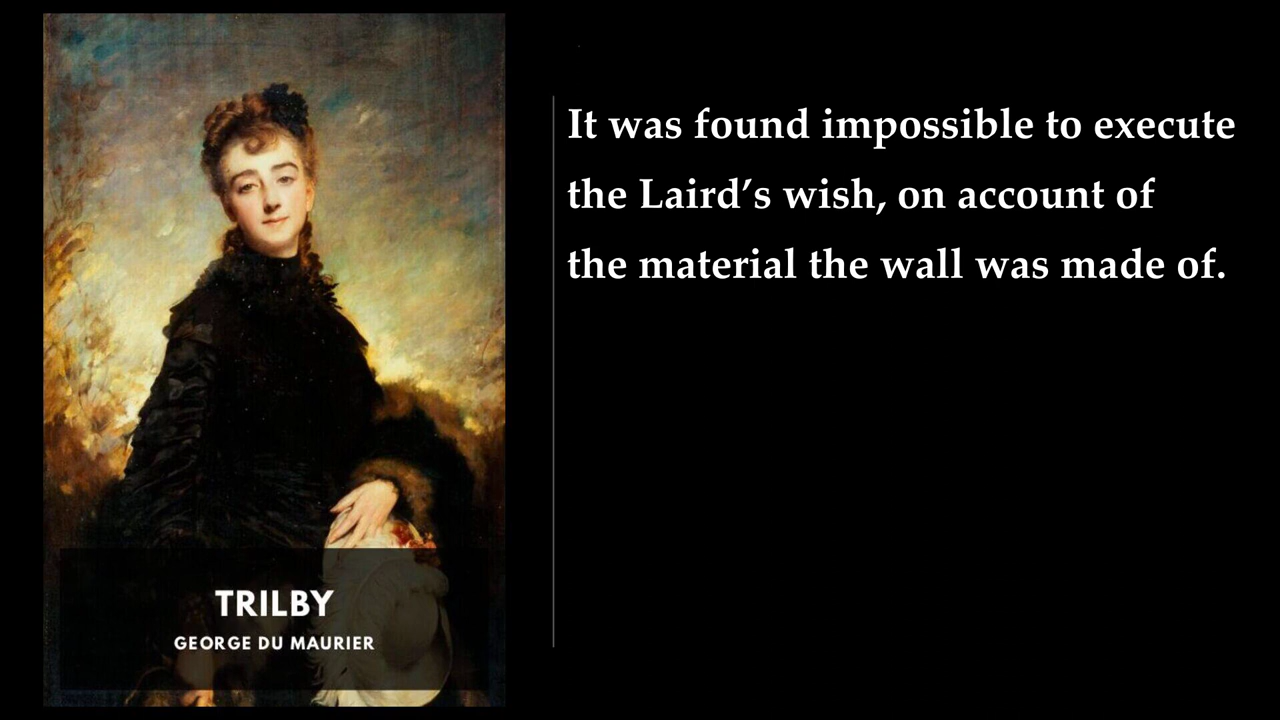 It was found impossible to execute
the Laird’s wish, on account of
the material the wall was made of.
TRILBY
GEORGE DU MAURIER